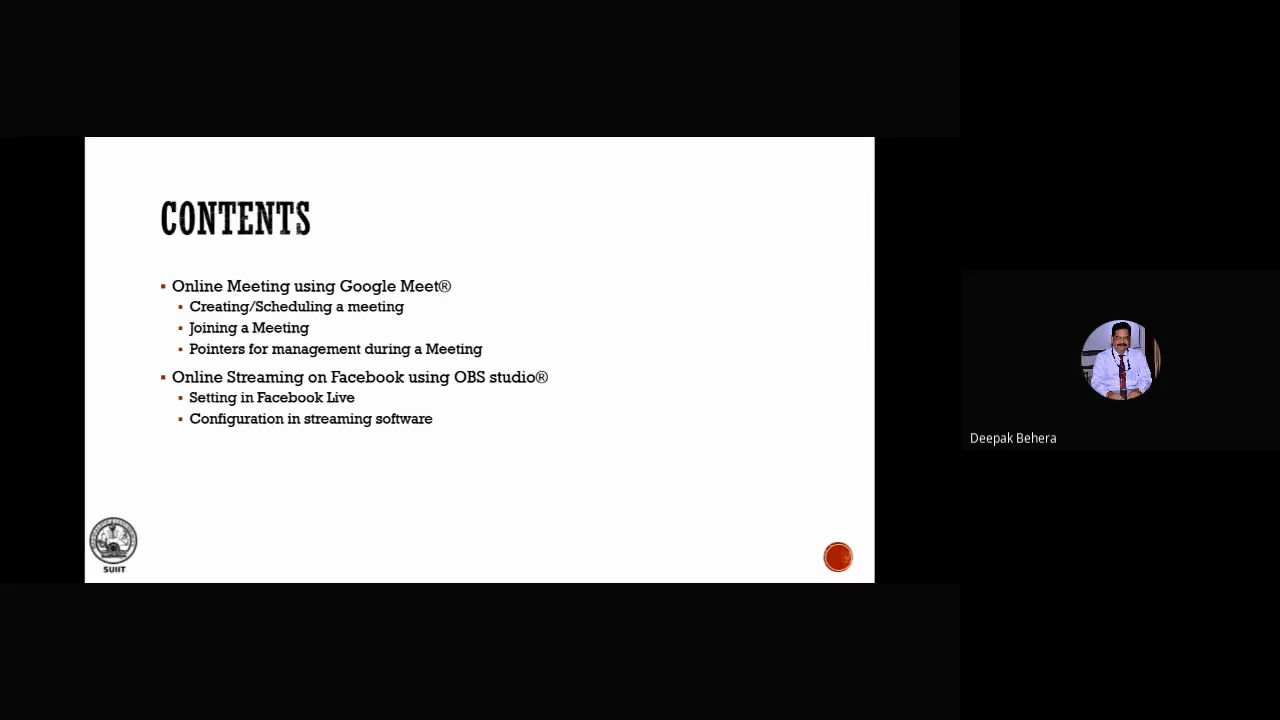 CONTENTS
▪ Online Meeting using Google Meet®
▪ Creating/Scheduling a meeting
▪ Joining a Meeting
▪ Pointers for management during a Meeting
▪ Online Streaming on Facebook using OBS studio®
▪ Setting in Facebook Live
▪ Configuration in streaming software
SUIIT
Deepak Behera